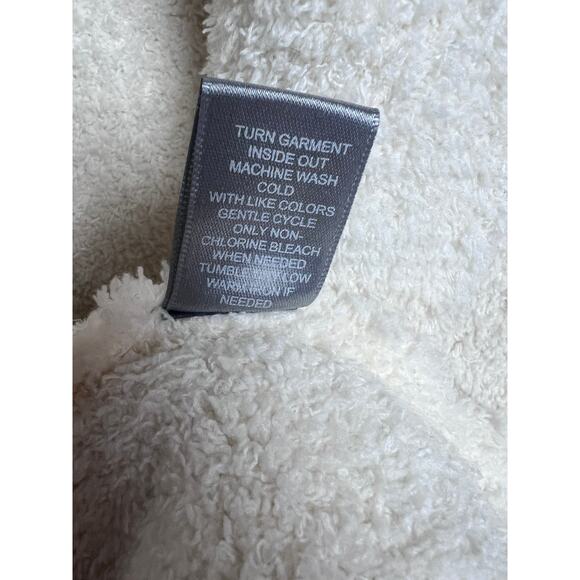 TURN GARMENT
INSIDE OUT
MACHINE WASH
COLD
WITH LIKE COLORS
GENTLE CYCLE
ONLY NON-
CHLORINE BLEACH
WHEN NEEDED
TUMBLE LOW
WARM IRON IF
NEEDED